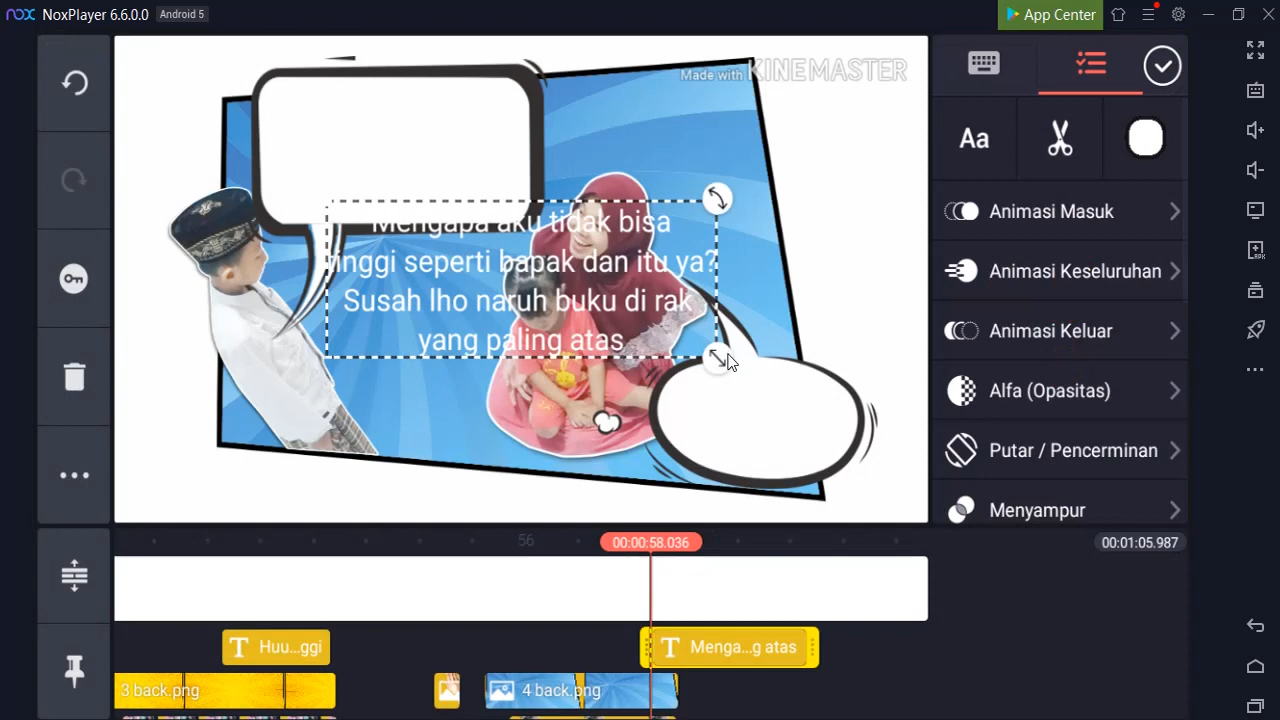 nox NoxPlayer 6.6.0.0 Android 5
App Center
Made with KINEMASTER
Mengapa aku tidak bisa
tinggi seperti bapak dan itu ya?
Susah lho naruh buku di rak
yang paling atas
Aa
Animasi Masuk
Animasi Keseluruhan
Animasi Keluar
Alfa (Opasitas)
Putar / Pencerminan
Menyampur
56
00:00:58.036
00:01:05.987
T Huu...ggi
T Menga...g atas
3 back.png
4 back.png